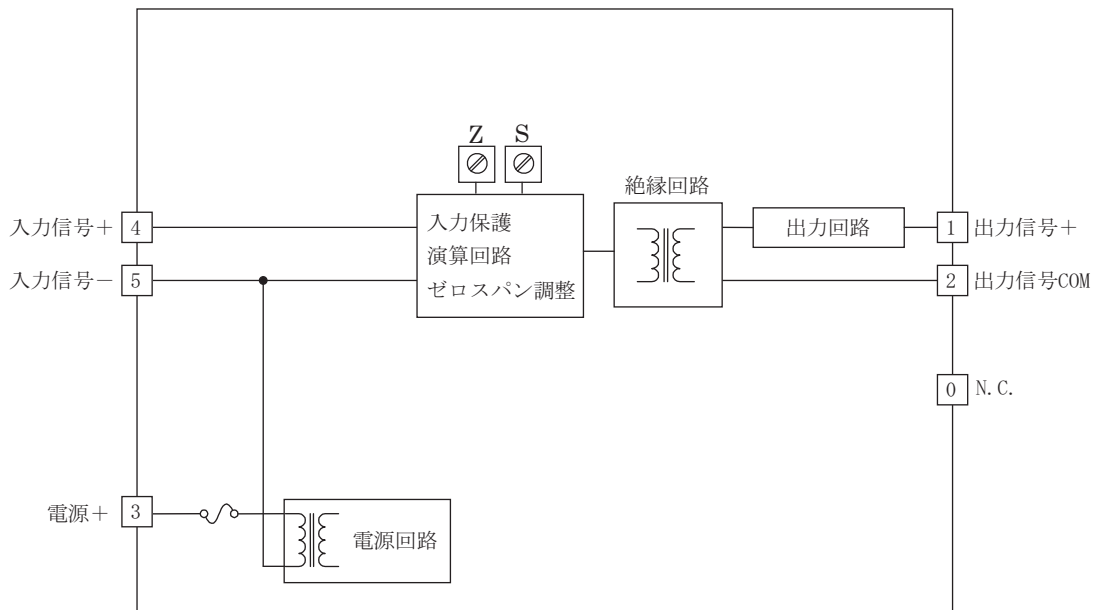 Z
S
絶縁回路
入力信号＋
4
入力保護
演算回路
ゼロスパン調整
出力回路
1
出力信号＋
入力信号－
5
2
出力信号COM
0
N.C.
電源＋
3
電源回路